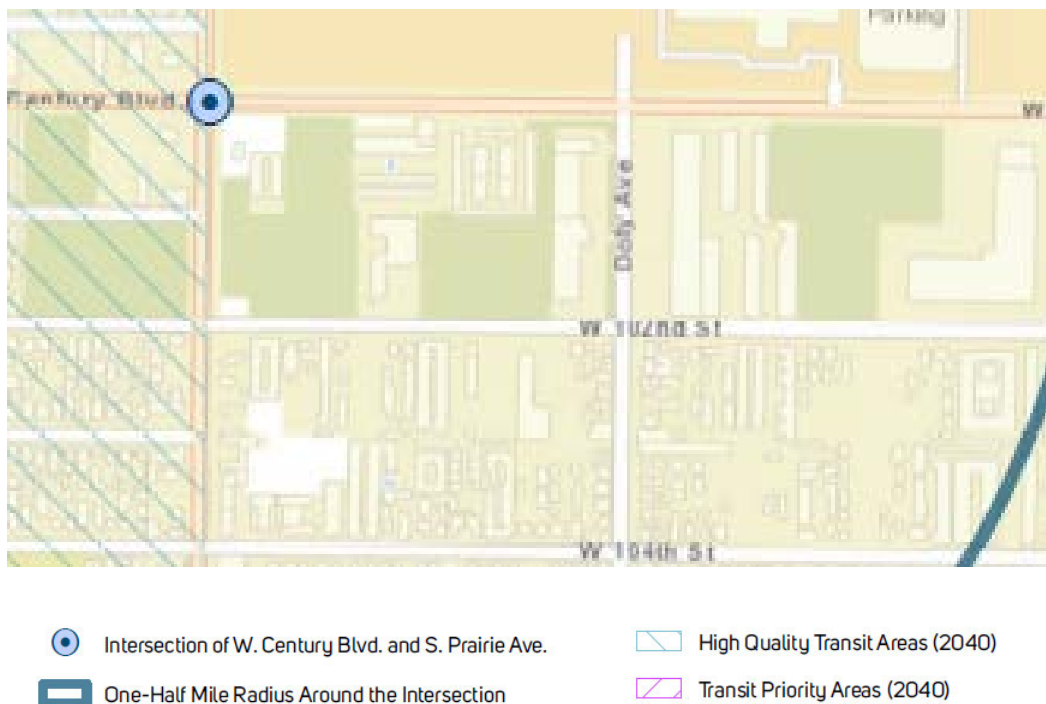 Parking
Century Blvd.
W
Doty Ave
W 102nd St
W 104th St
Intersection of W. Century Blvd. and S. Prairie Ave.
High Quality Transit Areas (2040)
One-Half Mile Radius Around the Intersection
Transit Priority Areas (2040)